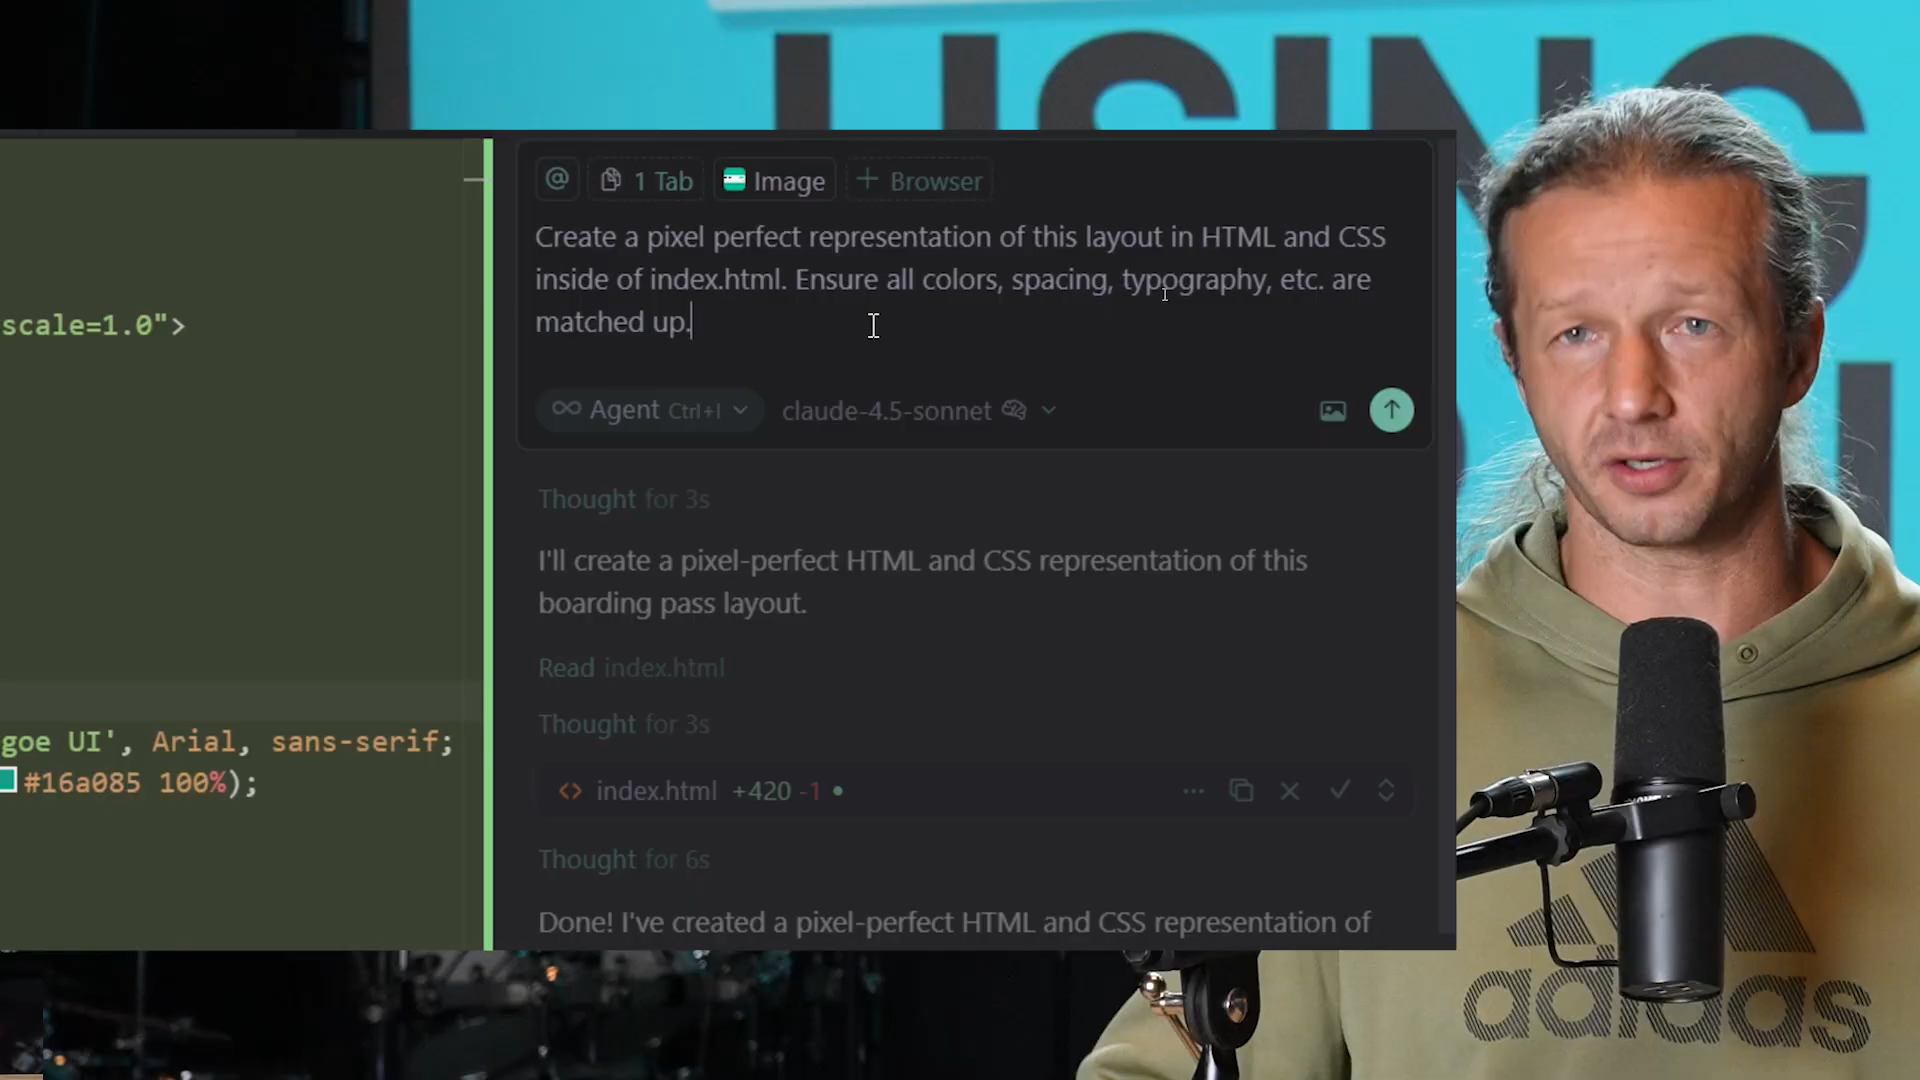 USING
@ 1 Tab Image + Browser
Create a pixel perfect representation of this layout in HTML and CSS
inside of index.html. Ensure all colors, spacing, typography, etc. are
matched up.
scale=1.0">
Agent Ctrl+I claude-4.5-sonnet
Thought for 3s
I'll create a pixel-perfect HTML and CSS representation of this
boarding pass layout.
Read index.html
Thought for 3s
goe UI', Arial, sans-serif;
#16a085 100%);
index.html +420 -1
Thought for 6s
Done! I've created a pixel-perfect HTML and CSS representation of
adidas